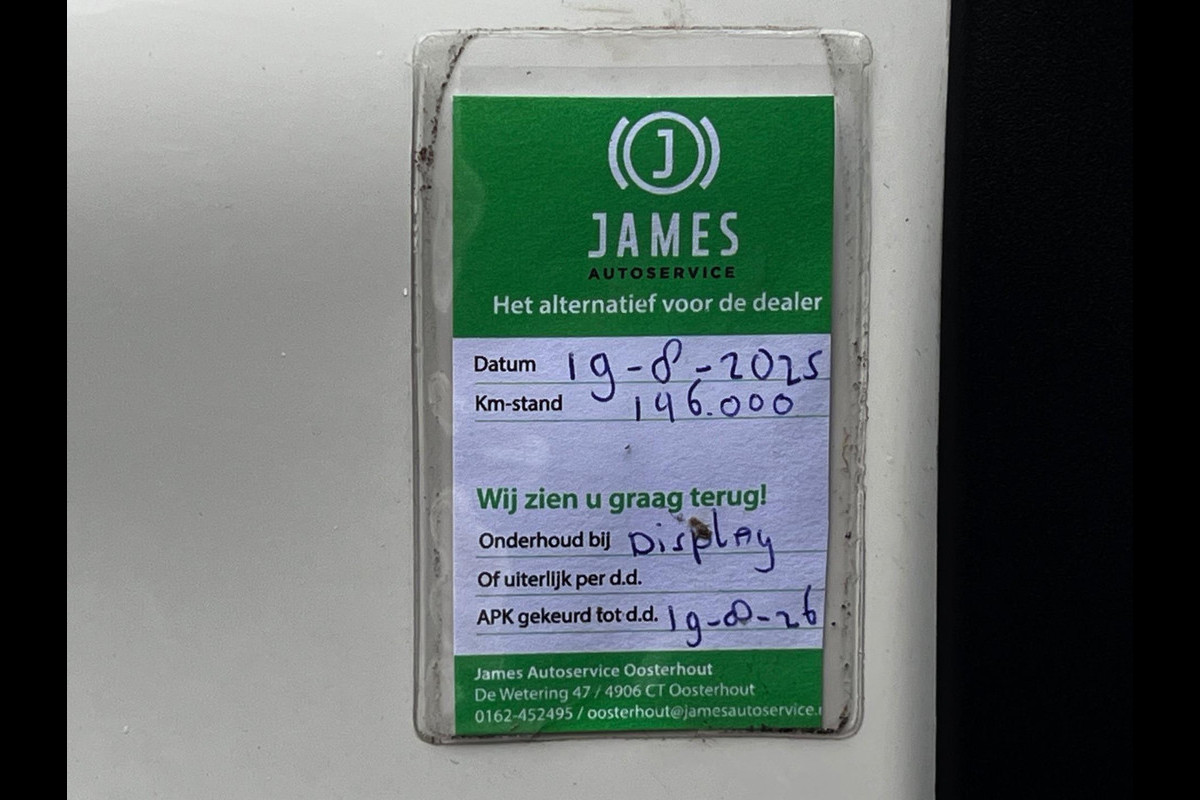 J
JAMES
AUTOSERVICE
Het alternatief voor de dealer
Datum 19-8-2025
Km-stand 146.000
Wij zien u graag terug!
Onderhoud bij Display
Of uiterlijk per d.d.
APK gekeurd tot d.d. 19-8-26
James Autoservice Oosterhout
De Wetering 47 / 4906 CT Oosterhout
0162-452495 / oosterhout@jamesautoservice.